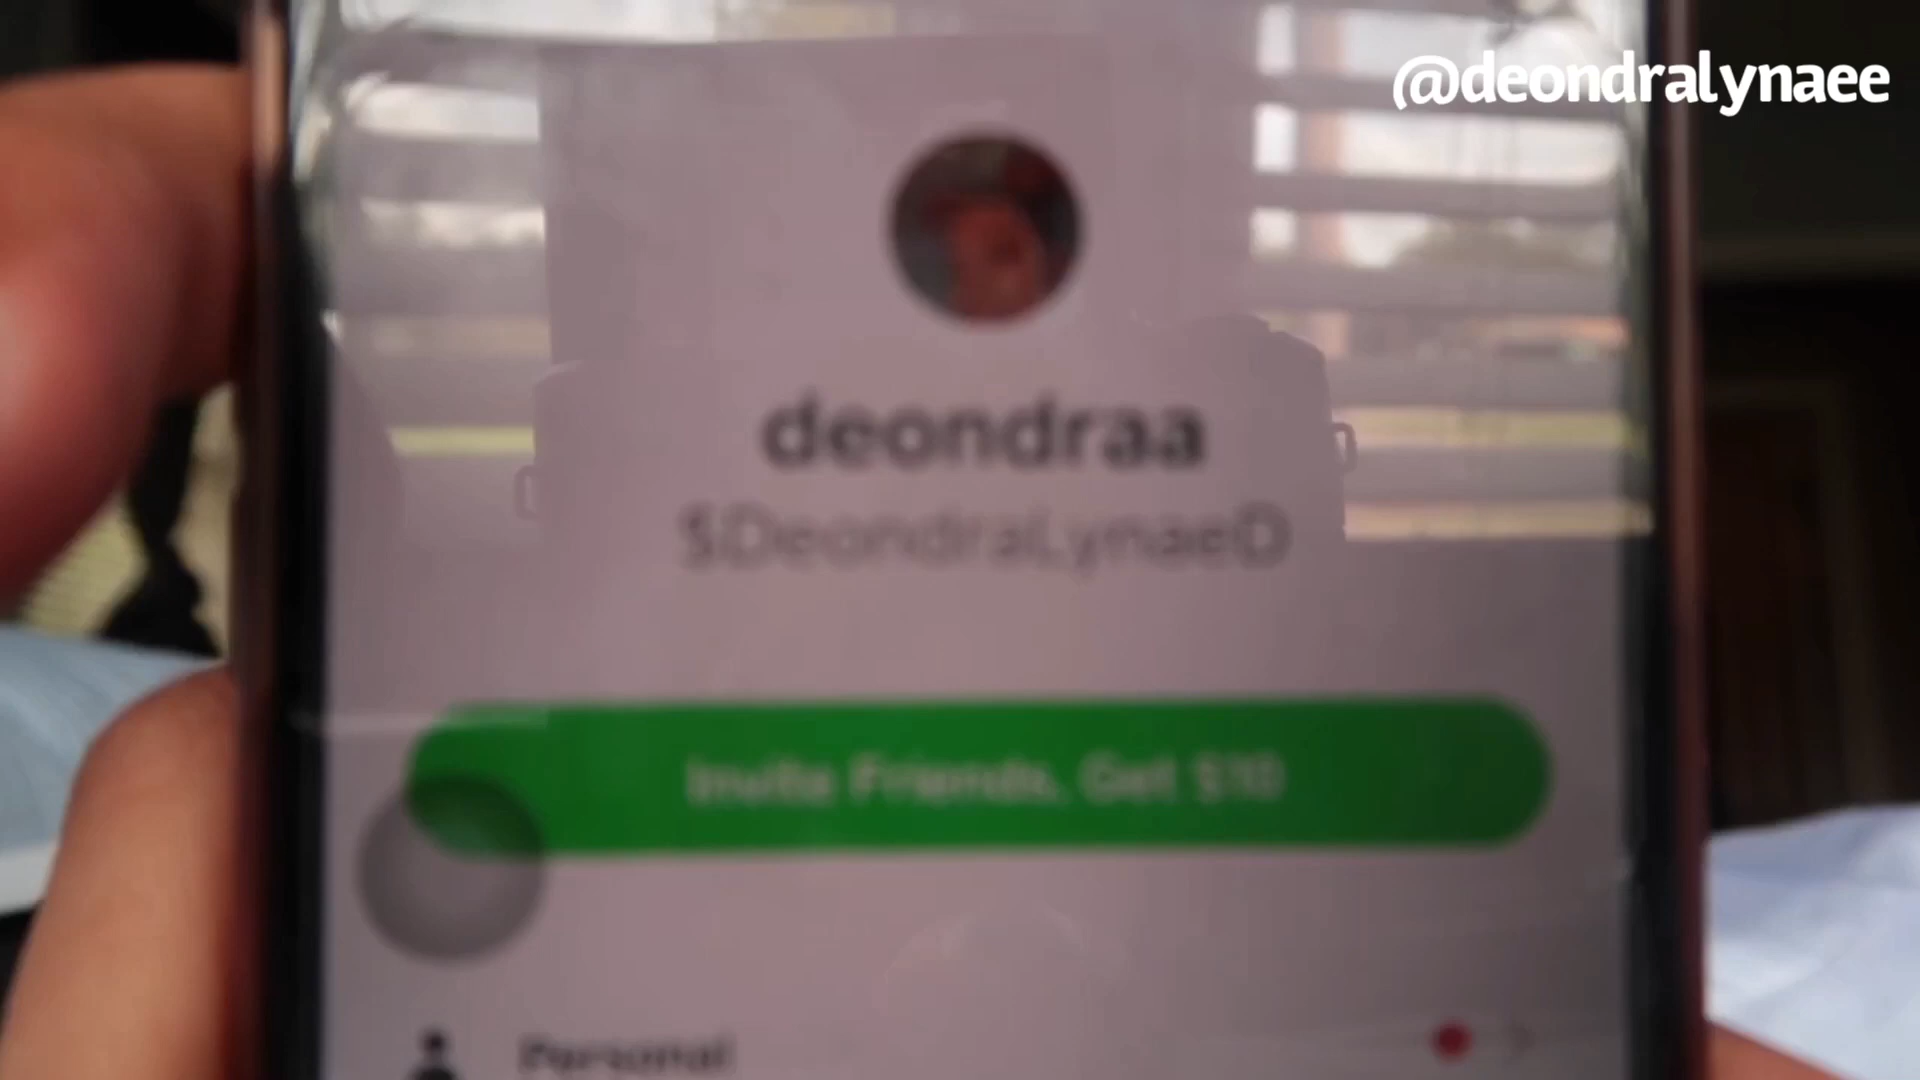 @deondralynaee
deondraa
$DeondraLynaeD
Invite Friends, Get $10
Personal